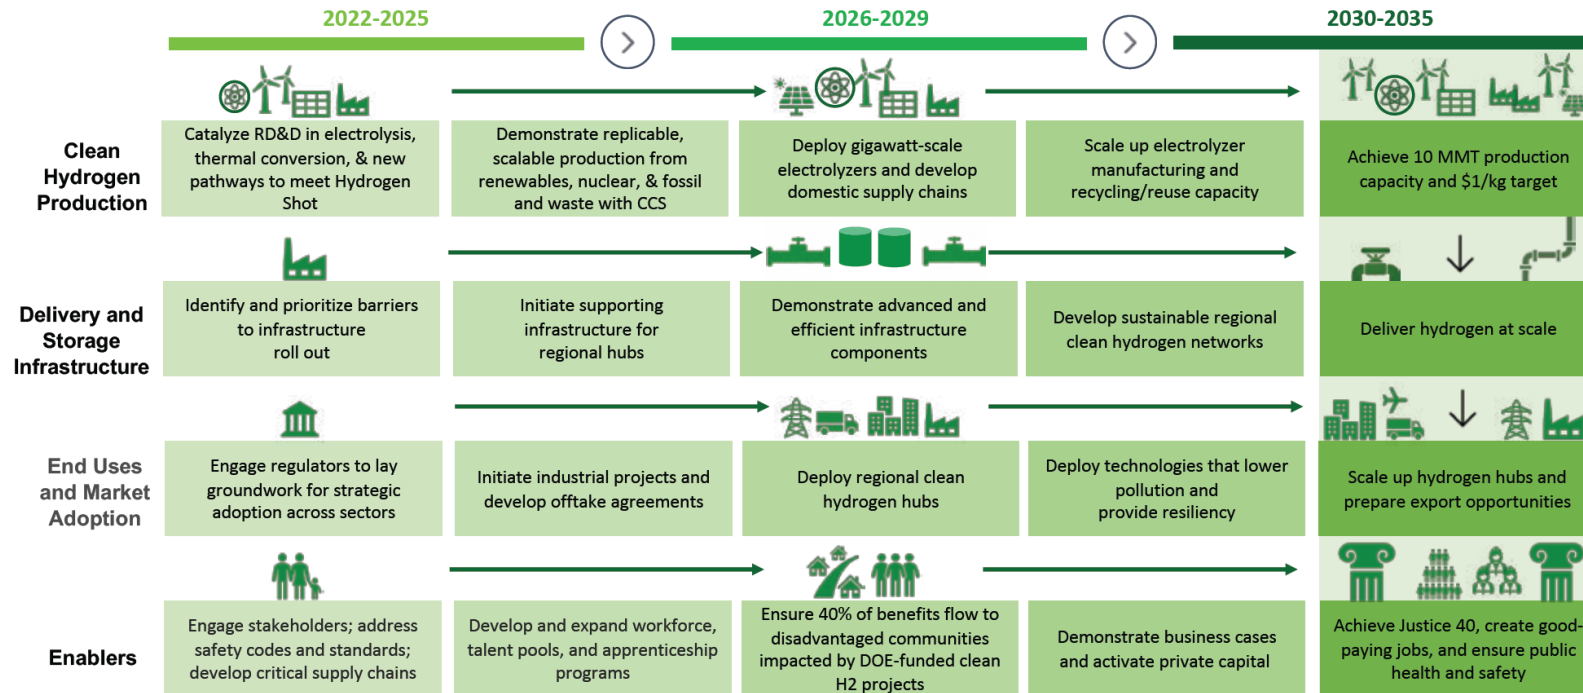 2022-2025
2026-2029
2030-2035
Clean
Hydrogen
Production
Catalyze RD&D in electrolysis,
thermal conversion, & new
pathways to meet Hydrogen
Shot
Demonstrate replicable,
scalable production from
renewables, nuclear, & fossil
and waste with CCS
Deploy gigawatt-scale
electrolyzers and develop
domestic supply chains
Scale up electrolyzer
manufacturing and
recycling/reuse capacity
Achieve 10 MMT production
capacity and $1/kg target
Delivery and
Storage
Infrastructure
Identify and prioritize barriers
to infrastructure
roll out
Initiate supporting
infrastructure for
regional hubs
Demonstrate advanced and
efficient infrastructure
components
Develop sustainable regional
clean hydrogen networks
Deliver hydrogen at scale
End Uses
and Market
Adoption
Engage regulators to lay
groundwork for strategic
adoption across sectors
Initiate industrial projects and
develop offtake agreements
Deploy regional clean
hydrogen hubs
Deploy technologies that lower
pollution and
provide resiliency
Scale up hydrogen hubs and
prepare export opportunities
Enablers
Engage stakeholders; address
safety codes and standards;
develop critical supply chains
Develop and expand workforce,
talent pools, and apprenticeship
programs
Ensure 40% of benefits flow to
disadvantaged communities
impacted by DOE-funded clean
H2 projects
Demonstrate business cases
and activate private capital
Achieve Justice 40, create good-
paying jobs, and ensure public
health and safety